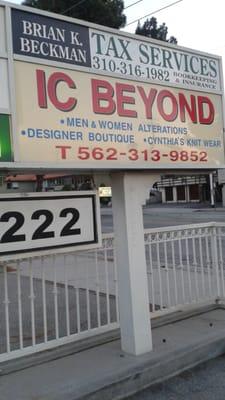 BRIAN K. BECKMAN
TAX SERVICES
310-316-1982 BOOKKEEPING & INSURANCE
IC BEYOND
•MEN & WOMEN ALTERATIONS
•DESIGNER BOUTIQUE •CYNTHIA'S KNIT WEAR
T 562-313-9852
222